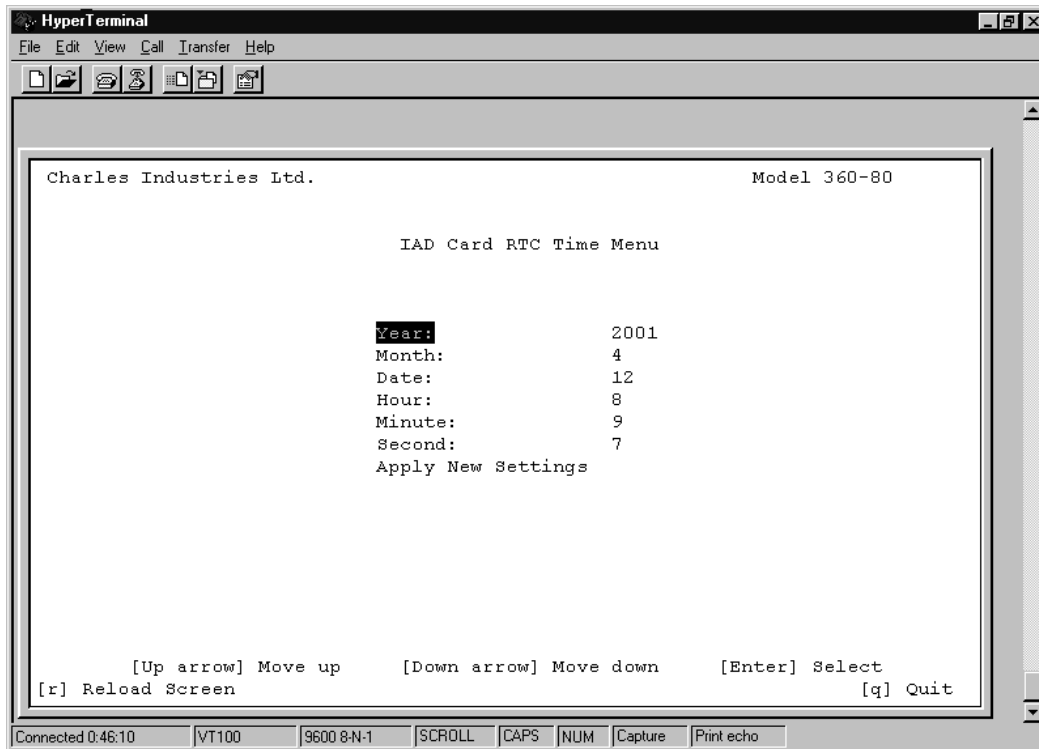 HyperTerminal
File Edit View Call Transfer Help
Charles Industries Ltd. Model 360-80
IAD Card RTC Time Menu
Year: 2001
Month: 4
Date: 12
Hour: 8
Minute: 9
Second: 7
Apply New Settings
[Up arrow] Move up [Down arrow] Move down [Enter] Select
[r] Reload Screen [q] Quit
Connected 0:46:10 VT100 9600 8-N-1 SCROLL CAPS NUM Capture Print echo